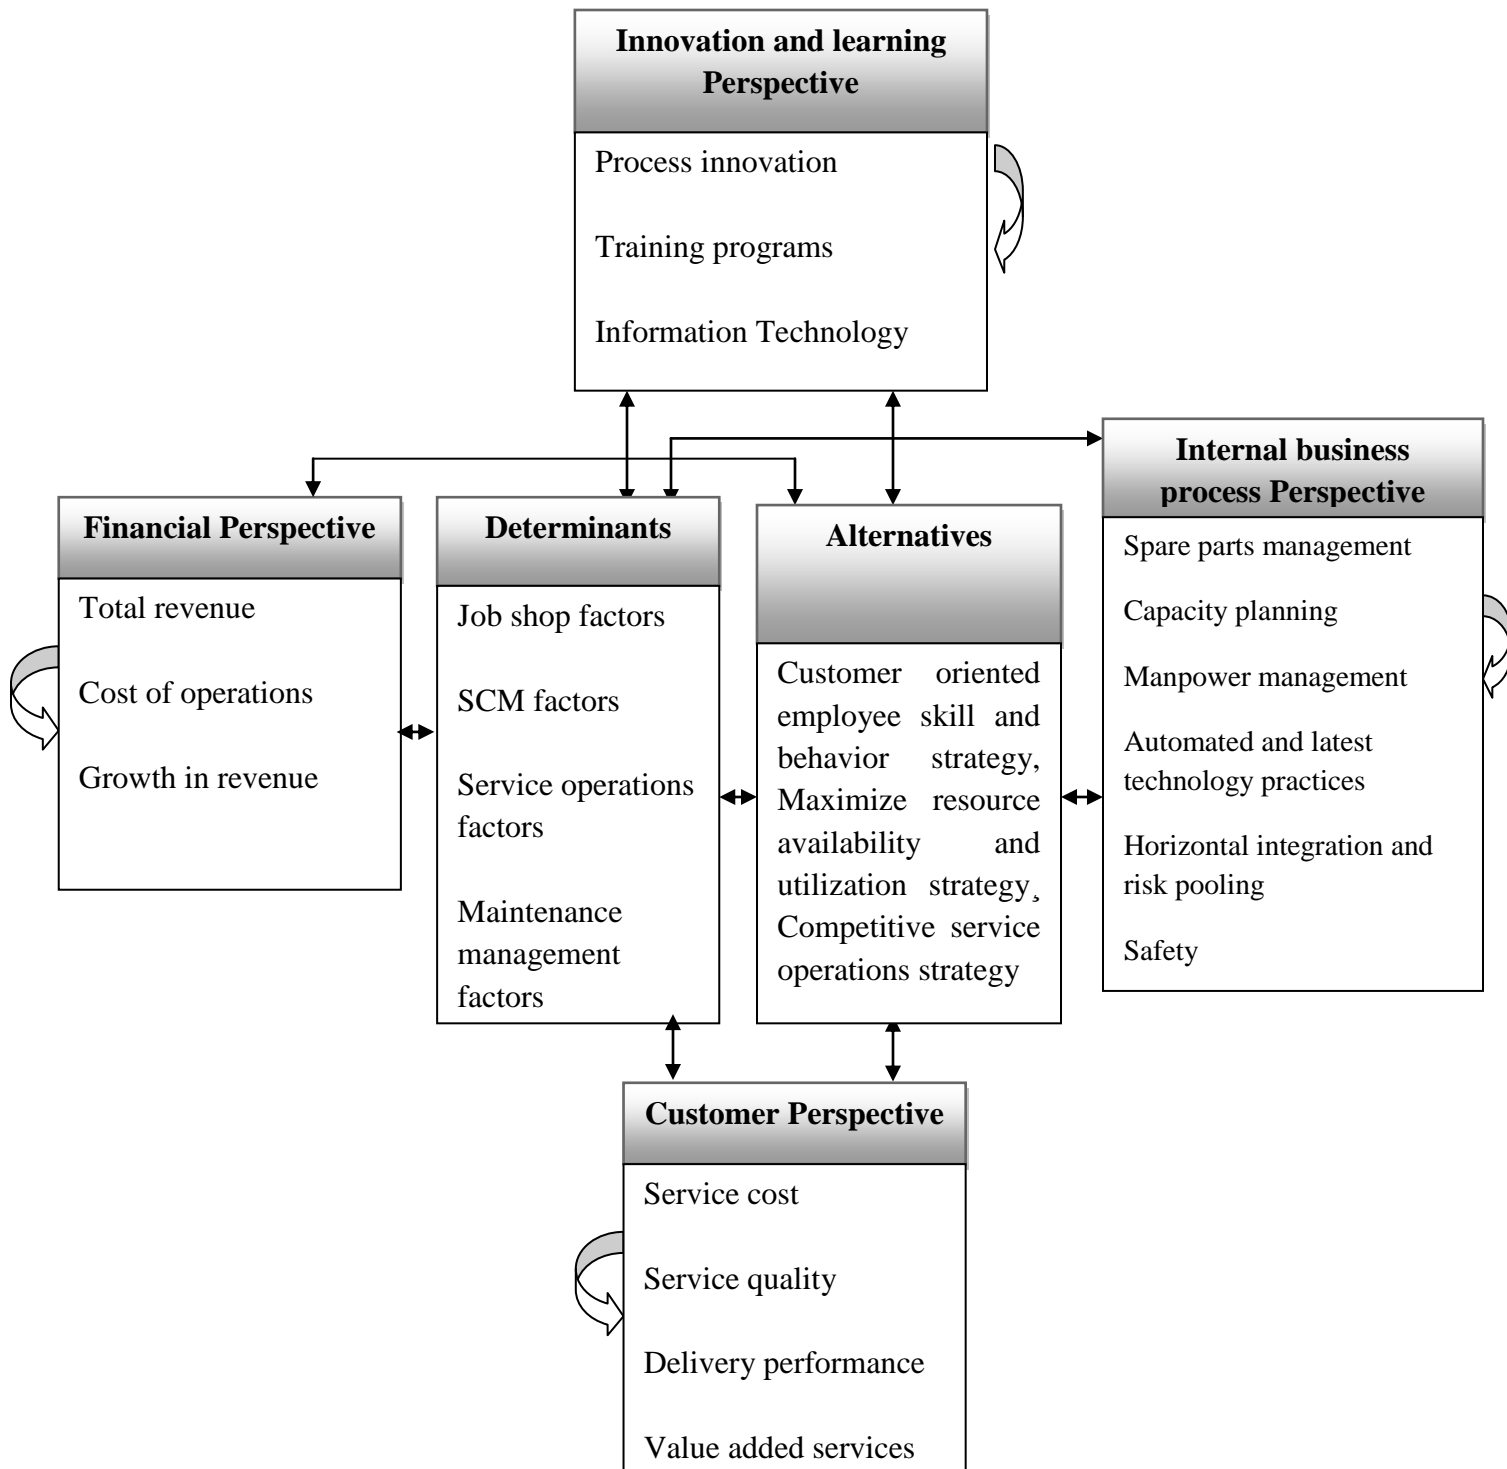 Innovation and learning
Perspective
Process innovation
Training programs
Information Technology
Financial Perspective
Total revenue
Cost of operations
Growth in revenue
Determinants
Job shop factors
SCM factors
Service operations
factors
Maintenance
management
factors
Alternatives
Customer oriented
employee skill and
behavior strategy,
Maximize resource
availability and
utilization strategy¸
Competitive service
operations strategy
Internal business
process Perspective
Spare parts management
Capacity planning
Manpower management
Automated and latest
technology practices
Horizontal integration and
risk pooling
Safety
Customer Perspective
Service cost
Service quality
Delivery performance
Value added services